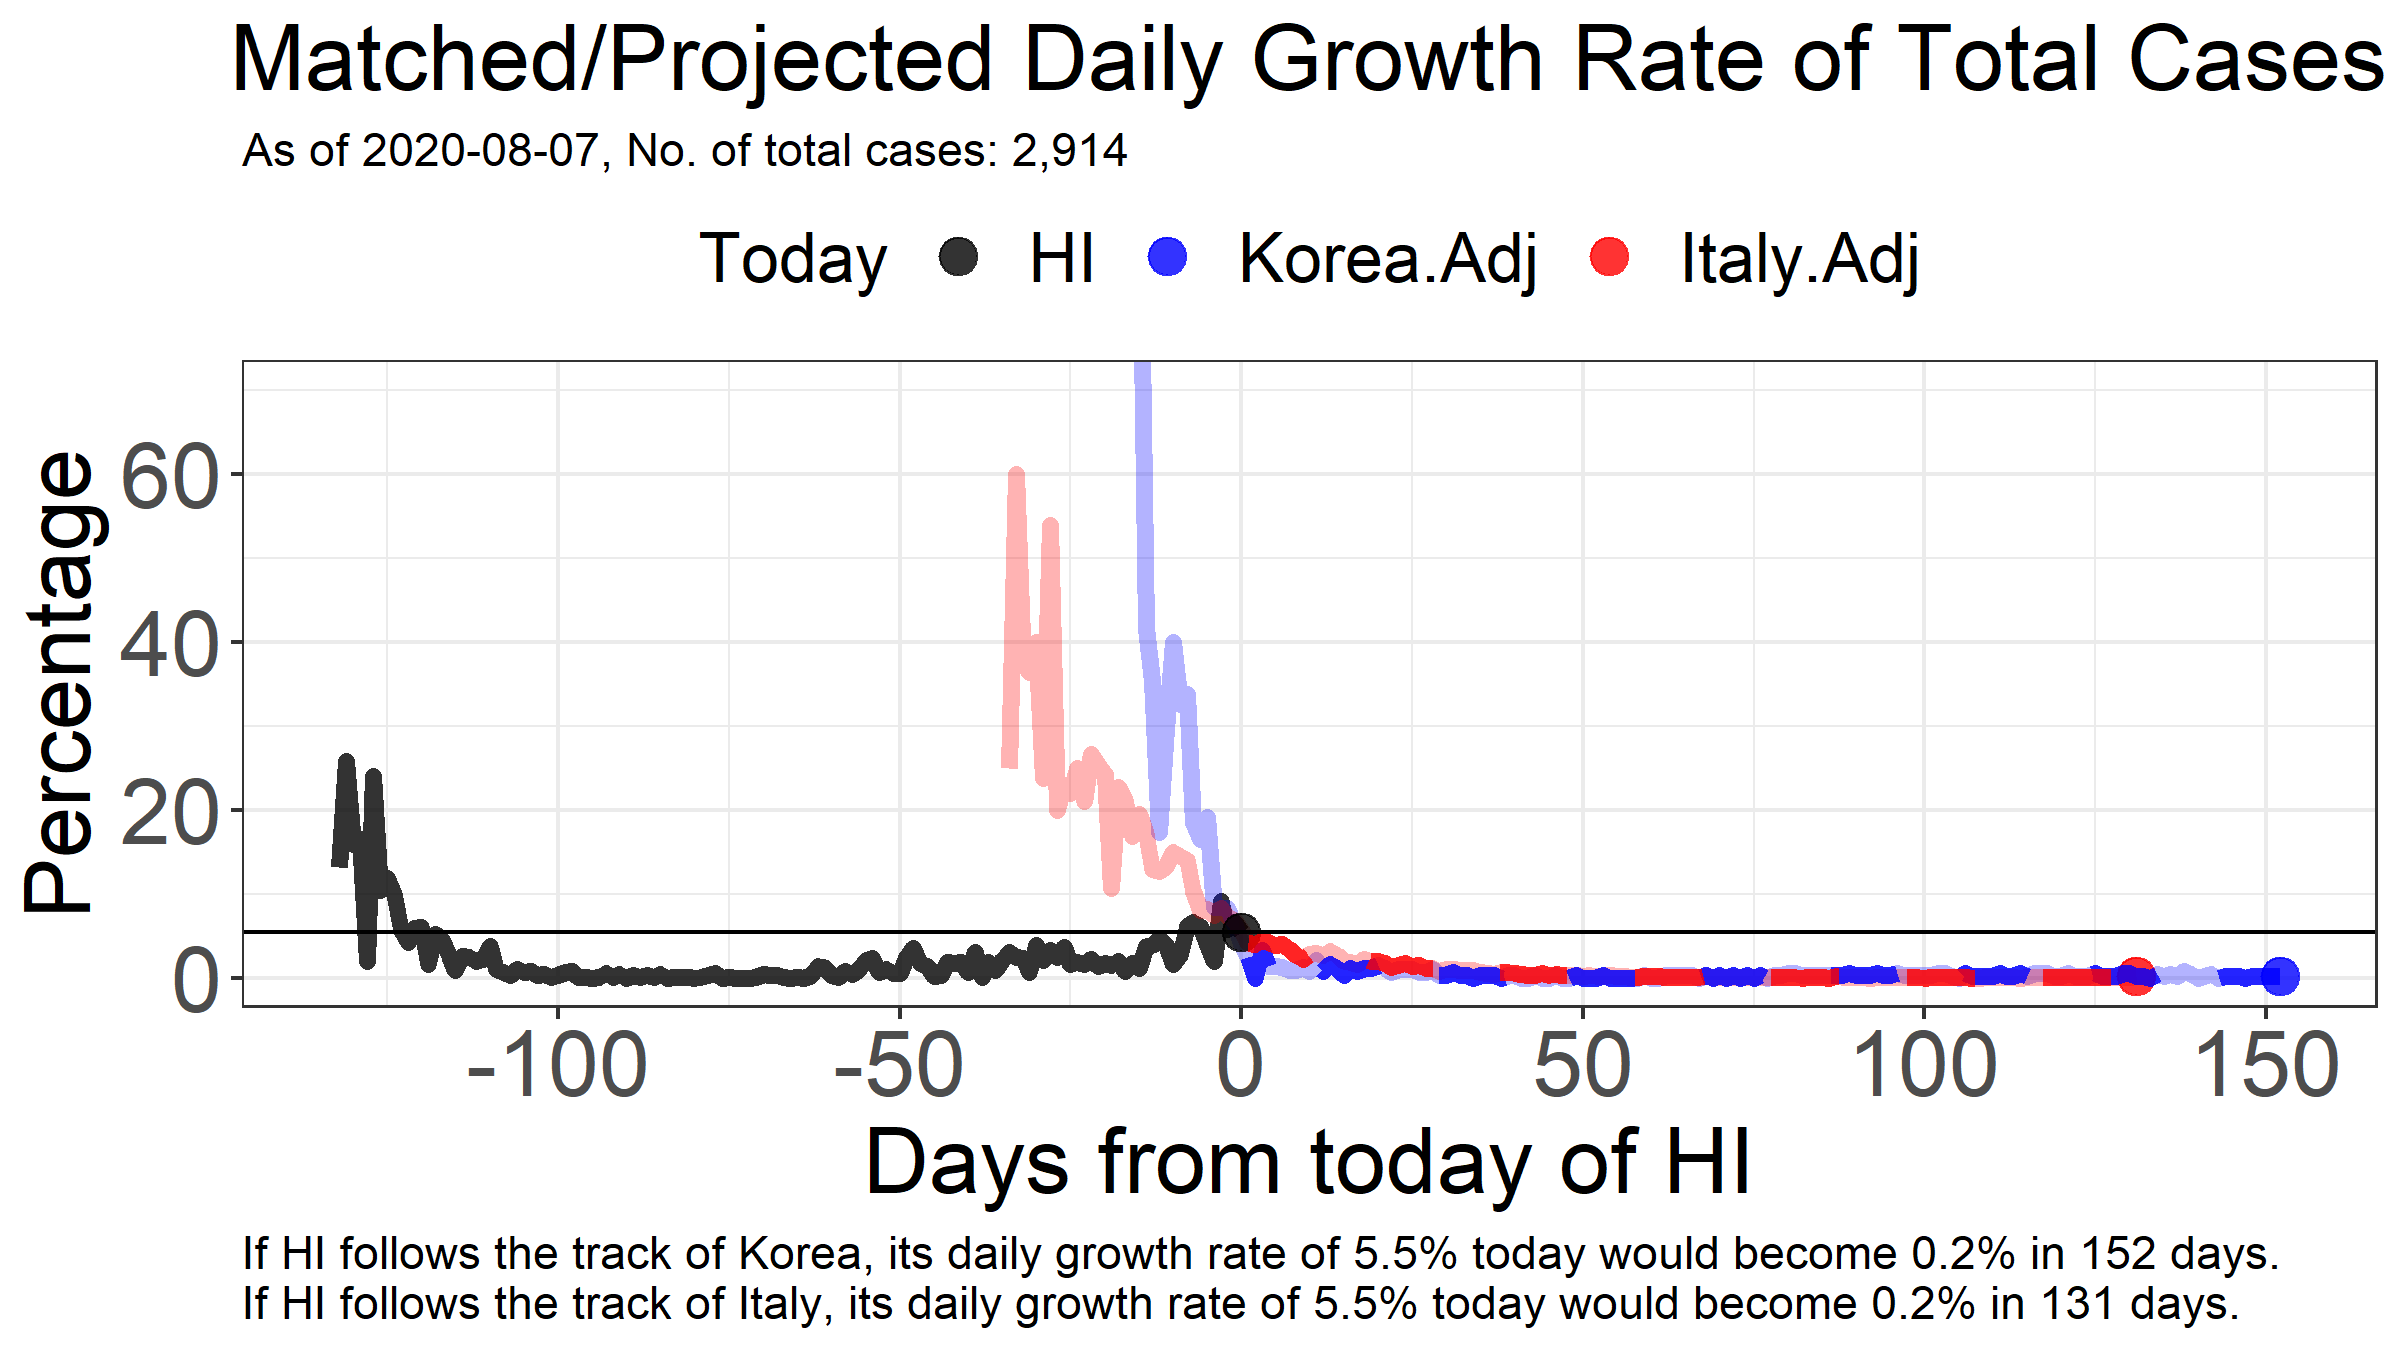 Matched/Projected Daily Growth Rate of Total Cases
As of 2020-08-07, No. of total cases: 2,914
Today HI Korea.Adj Italy.Adj
Percentage
60
40
20
0
-100 -50 0 50 100 150
Days from today of HI
If HI follows the track of Korea, its daily growth rate of 5.5% today would become 0.2% in 152 days.
If HI follows the track of Italy, its daily growth rate of 5.5% today would become 0.2% in 131 days.